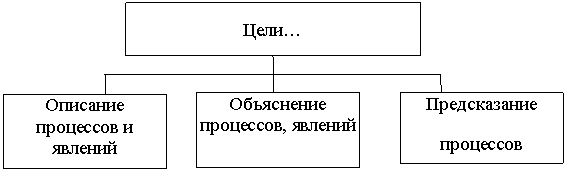 Цели…
Описание
процессов и
явлений
Объяснение
процессов, явлений
Предсказание
процессов